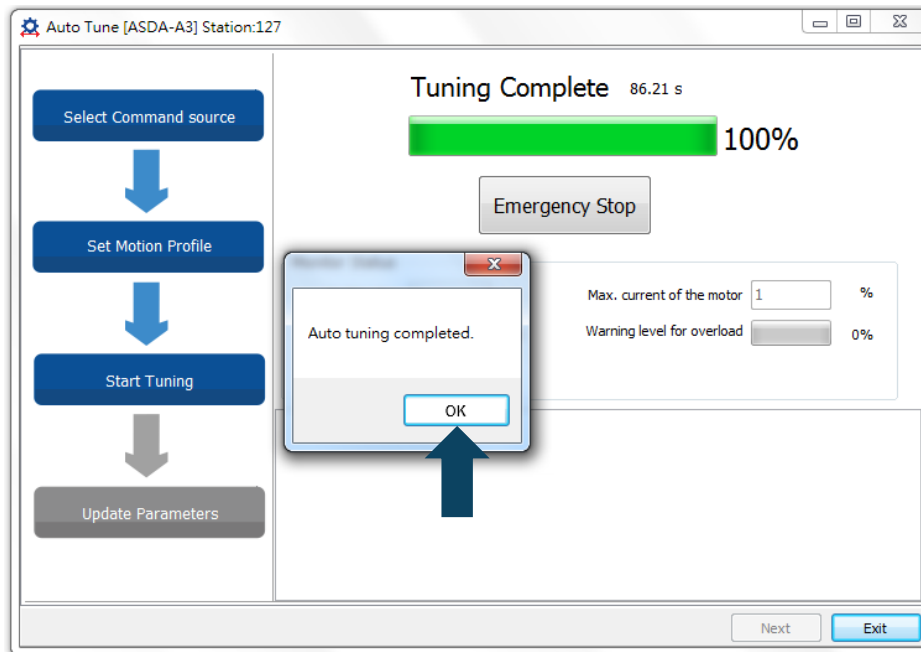 Auto Tune [ASDA-A3] Station:127
Select Command source
Set Motion Profile
Start Tuning
Update Parameters
Tuning Complete 86.21 s
100%
Emergency Stop
Monitor Status
Max. current of the motor 1 %
Warning level for overload 0%
Auto tuning completed.
OK
Next Exit